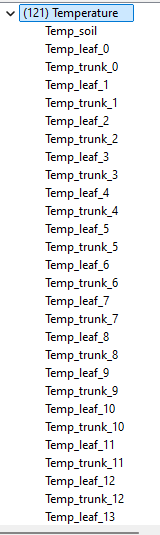 (121) Temperature
Temp_soil
Temp_leaf_0
Temp_trunk_0
Temp_leaf_1
Temp_trunk_1
Temp_leaf_2
Temp_trunk_2
Temp_leaf_3
Temp_trunk_3
Temp_leaf_4
Temp_trunk_4
Temp_leaf_5
Temp_trunk_5
Temp_leaf_6
Temp_trunk_6
Temp_leaf_7
Temp_trunk_7
Temp_leaf_8
Temp_trunk_8
Temp_leaf_9
Temp_trunk_9
Temp_leaf_10
Temp_trunk_10
Temp_leaf_11
Temp_trunk_11
Temp_leaf_12
Temp_trunk_12
Temp_leaf_13